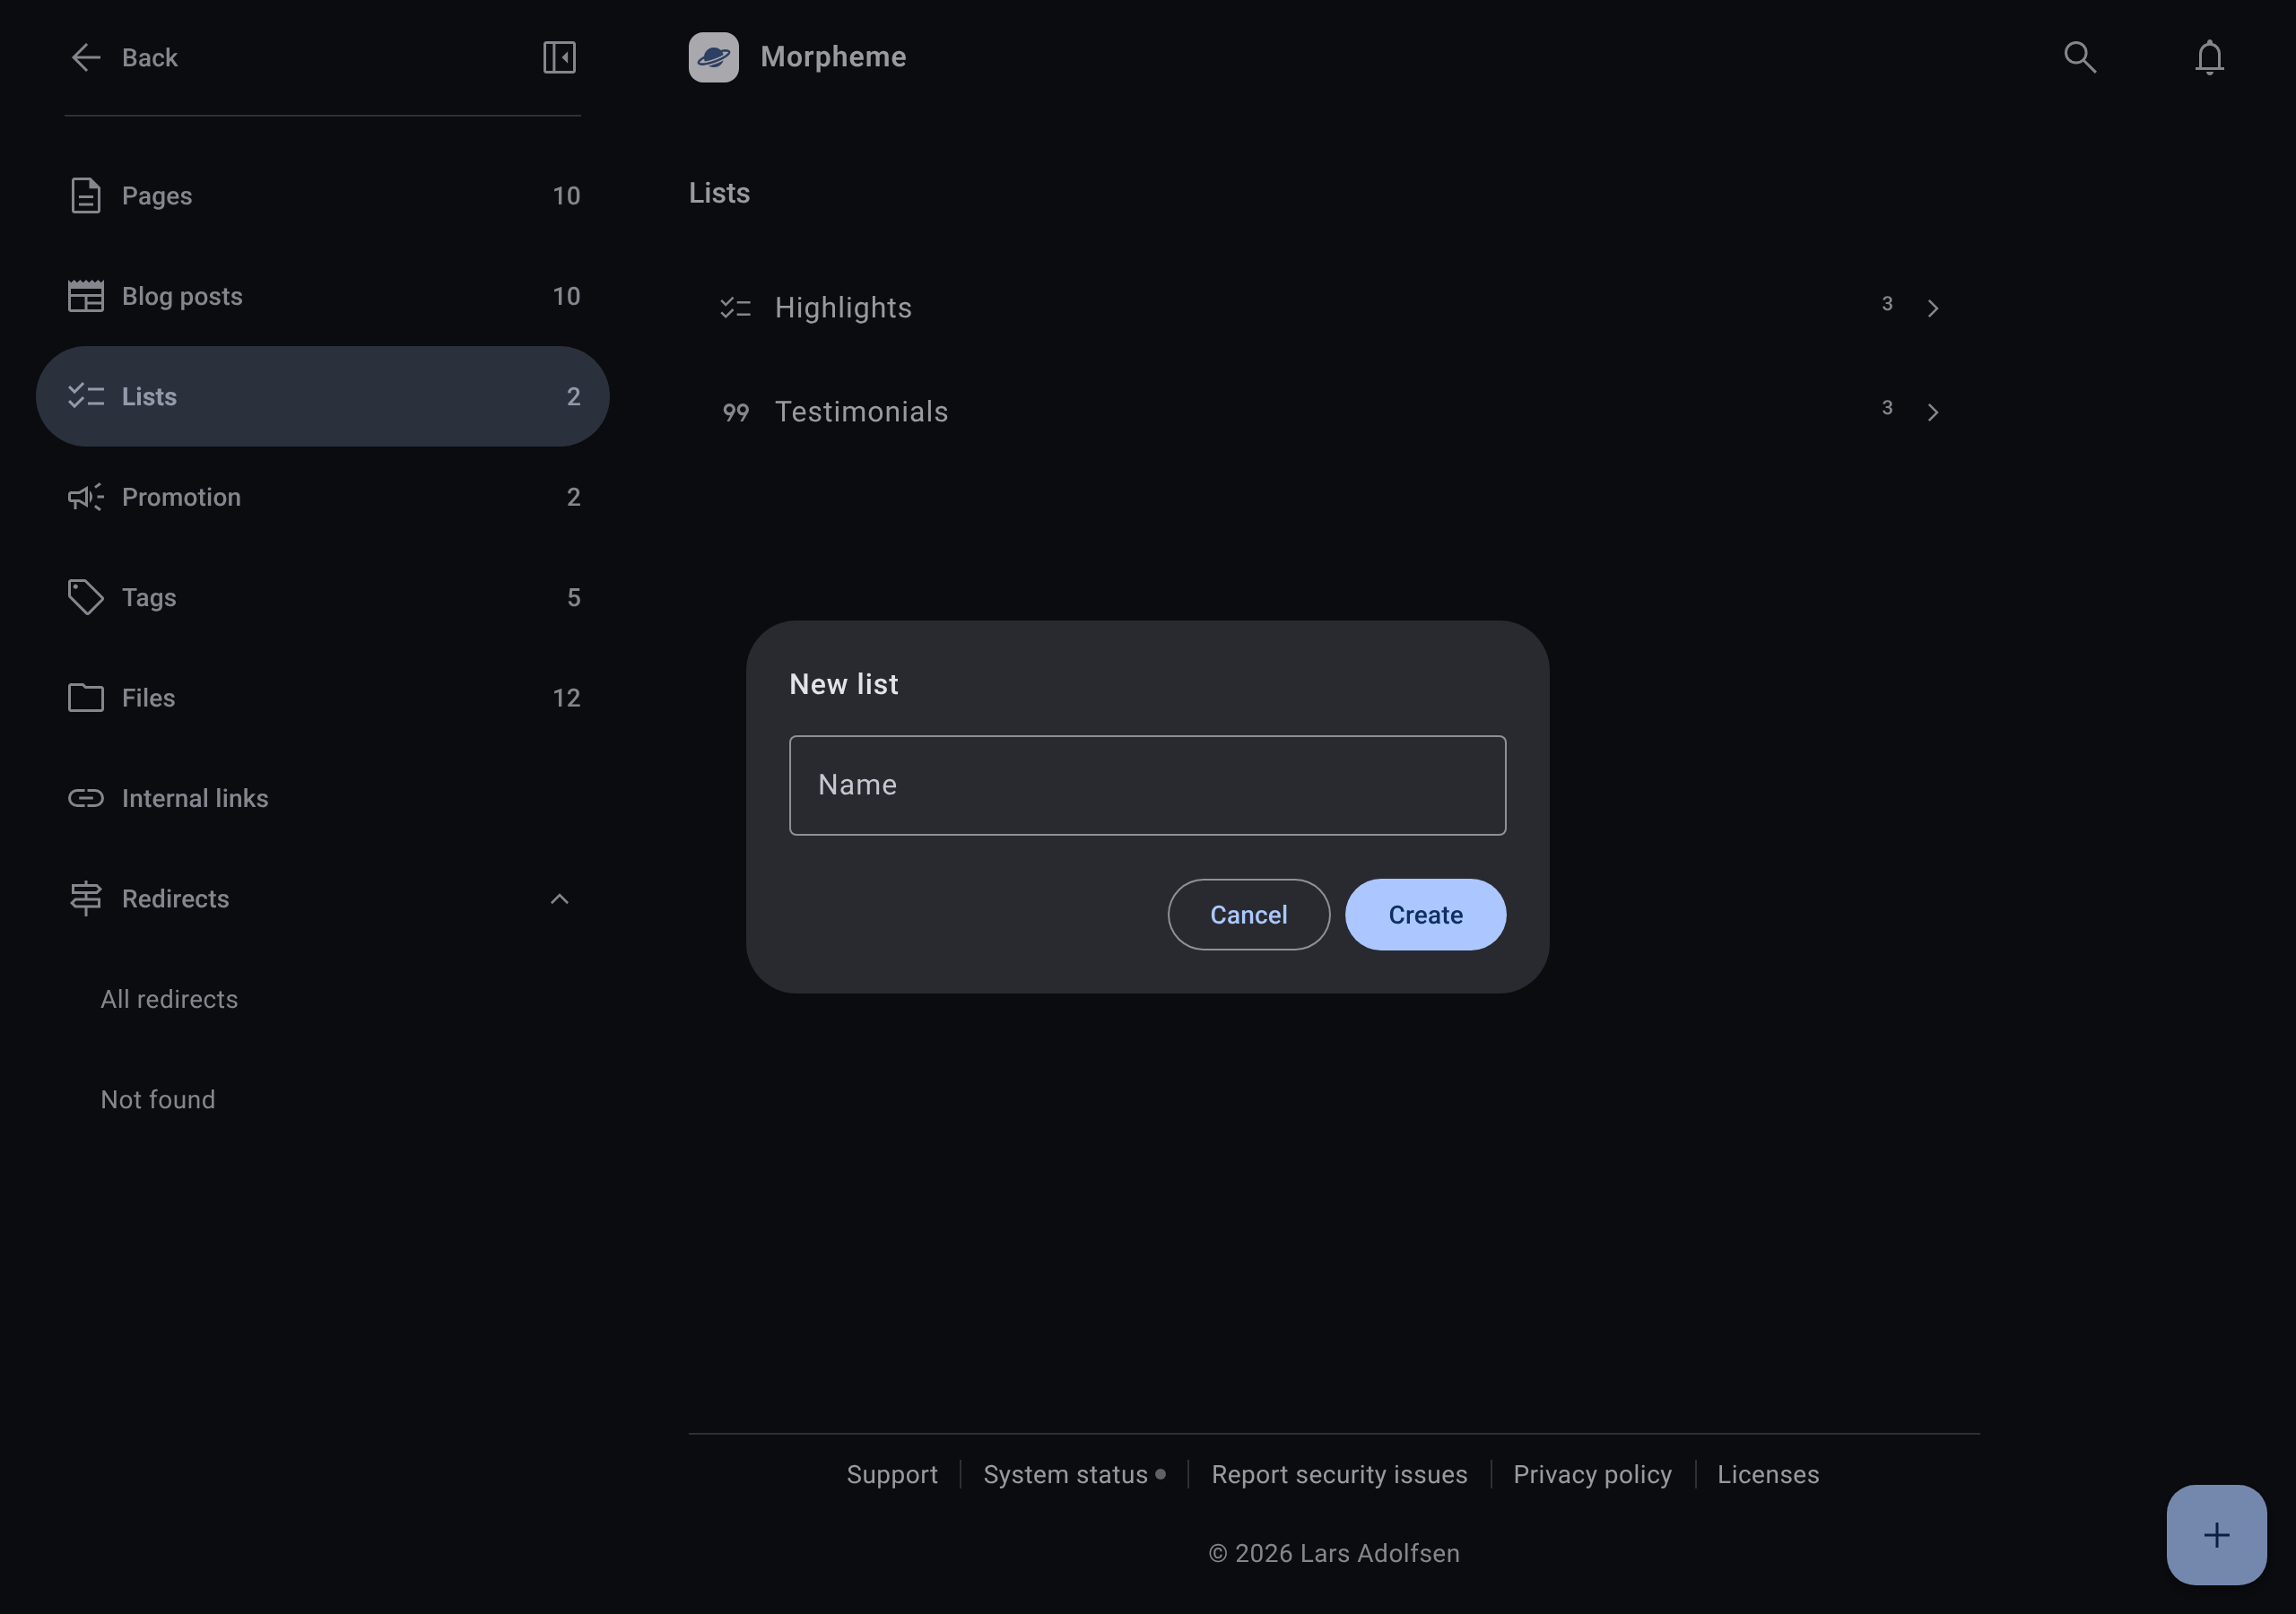 Back
Morpheme
Pages 10
Blog posts 10
Lists 2
Promotion 2
Tags 5
Files 12
Internal links
Redirects
All redirects
Not found
Lists
Highlights 3
Testimonials 3
New list
Name
Cancel Create
Support System status Report security issues Privacy policy Licenses
© 2026 Lars Adolfsen